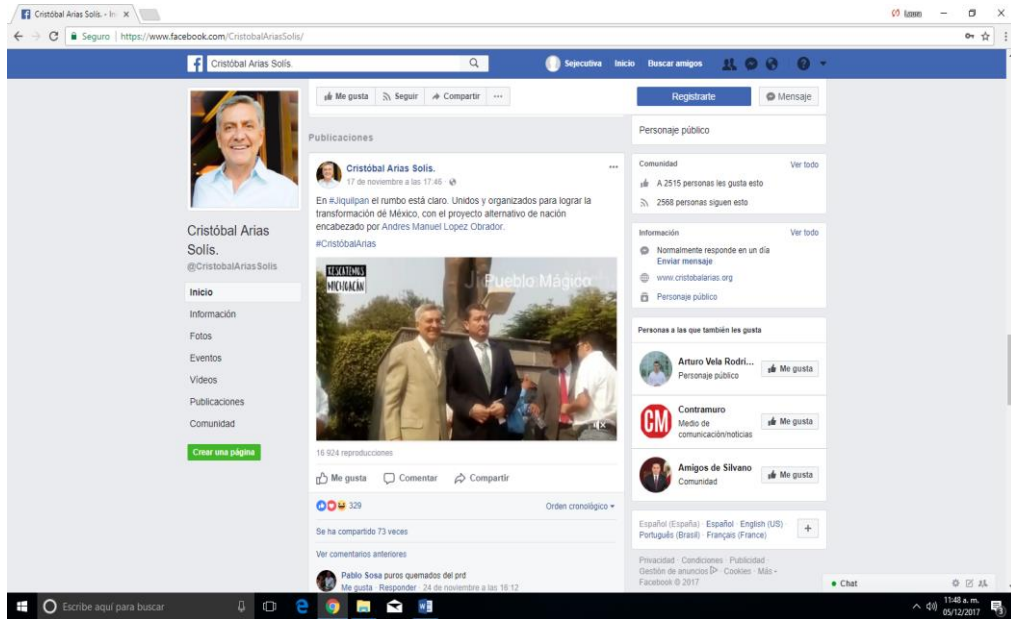 Cristóbal Arias Solís. - In
Seguro | https://www.facebook.com/CristobalAriasSolis/
Cristóbal Arias Solís.
Sejecutiva Inicio Buscar amigos
Me gusta Seguir Compartir ...
Registrarte Mensaje
Cristóbal Arias
Solís.
@CristobalAriasSolis
Inicio
Información
Fotos
Eventos
Vídeos
Publicaciones
Comunidad
Crear una página
Publicaciones
Cristóbal Arias Solís.
17 de noviembre a las 17:46
En #Jiquilpan el rumbo está claro. Unidos y organizados para lograr la
transformación de México, con el proyecto alternativo de nación
encabezado por Andres Manuel Lopez Obrador.
#CristóbalArias
RESCATEMOS
MICHOACÁN
Pueblo Mágico
16 924 reproducciones
Me gusta Comentar Compartir
329 Orden cronológico
Se ha compartido 73 veces
Ver comentarios anteriores
Pablo Sosa puros quemados del prd
Me gusta · Responder · 24 de noviembre a las 16:12
Personaje público
Comunidad Ver todo
A 2515 personas les gusta esto
2568 personas siguen esto
Información Ver todo
Normalmente responde en un día
Enviar mensaje
www.cristobalarias.org
Personaje público
Personas a las que también les gusta
Arturo Vela Rodri...
Personaje público
Me gusta
CM
Contramuro
Medio de
comunicación/noticias
Me gusta
Amigos de Silvano
Comunidad
Me gusta
Español (España) · Español · English (US) ·
Português (Brasil) · Français (France)
+
Privacidad · Condiciones · Publicidad ·
Gestión de anuncios · Cookies · Más
Facebook © 2017
Chat
Escribe aquí para buscar
11:48 a. m.
05/12/2017